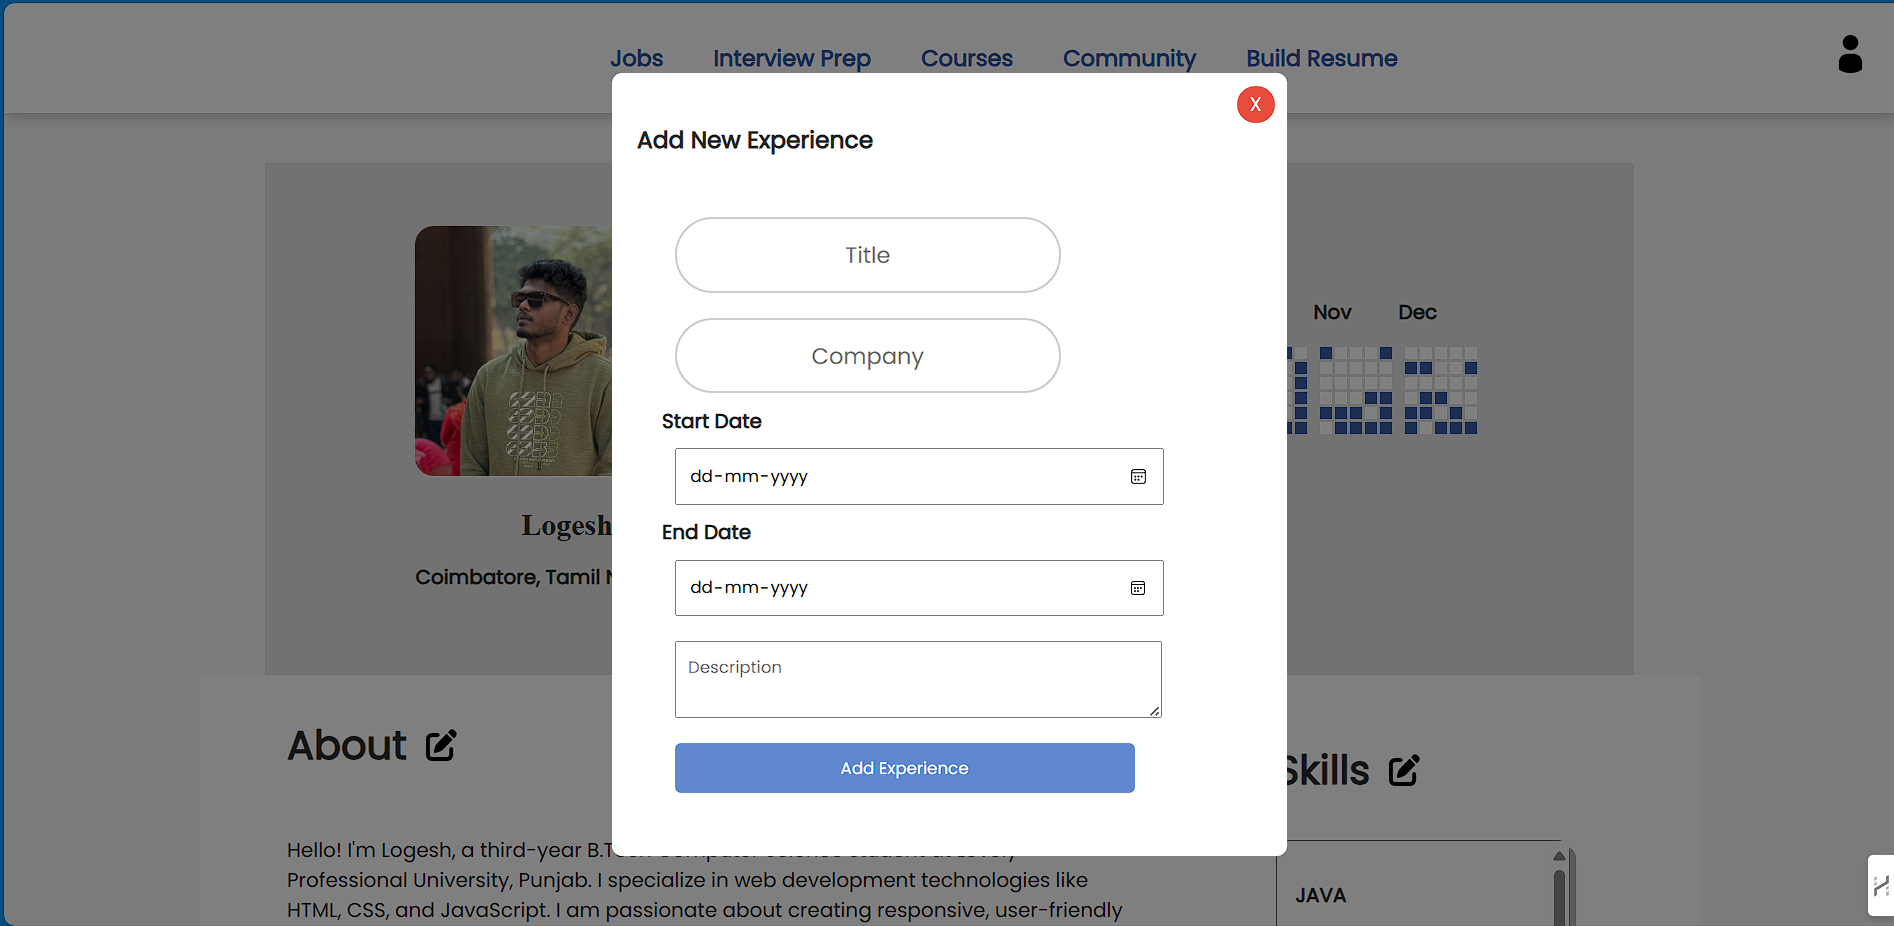 Jobs Interview Prep Courses Community Build Resume
X
Add New Experience
Title
Company
Start Date
dd-mm-yyyy
End Date
dd-mm-yyyy
Description
Add Experience
Nov Dec
Logesh
Coimbatore, Tamil
About
Hello! I'm Logesh, a third-year
Professional University, Punjab. I specialize in web development technologies like
HTML, CSS, and JavaScript. I am passionate about creating responsive, user-friendly
Skills
JAVA